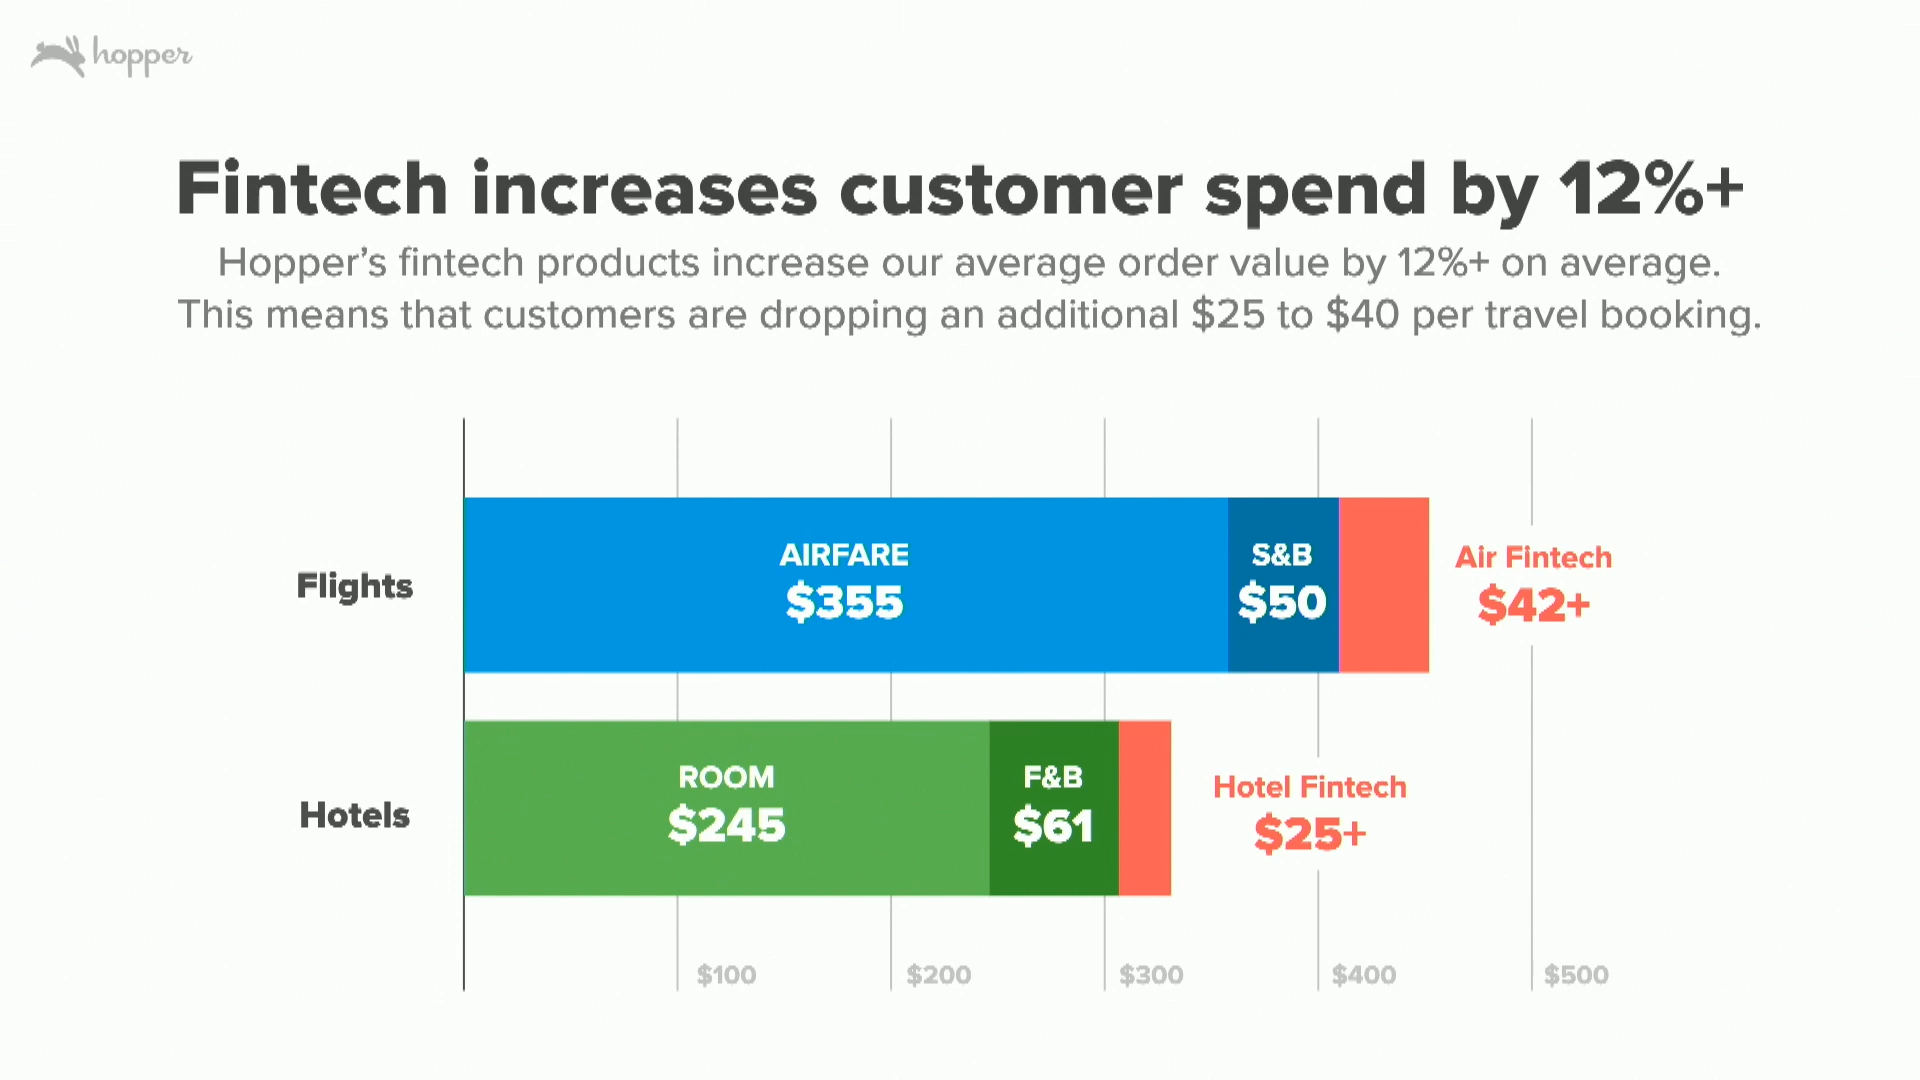 hopper
Fintech increases customer spend by 12%+
Hopper's fintech products increase our average order value by 12%+ on average.
This means that customers are dropping an additional $25 to $40 per travel booking.
Flights
AIRFARE
$355
S&B
$50
Air Fintech
$42+
Hotels
ROOM
$245
F&B
$61
Hotel Fintech
$25+
$100 $200 $300 $400 $500